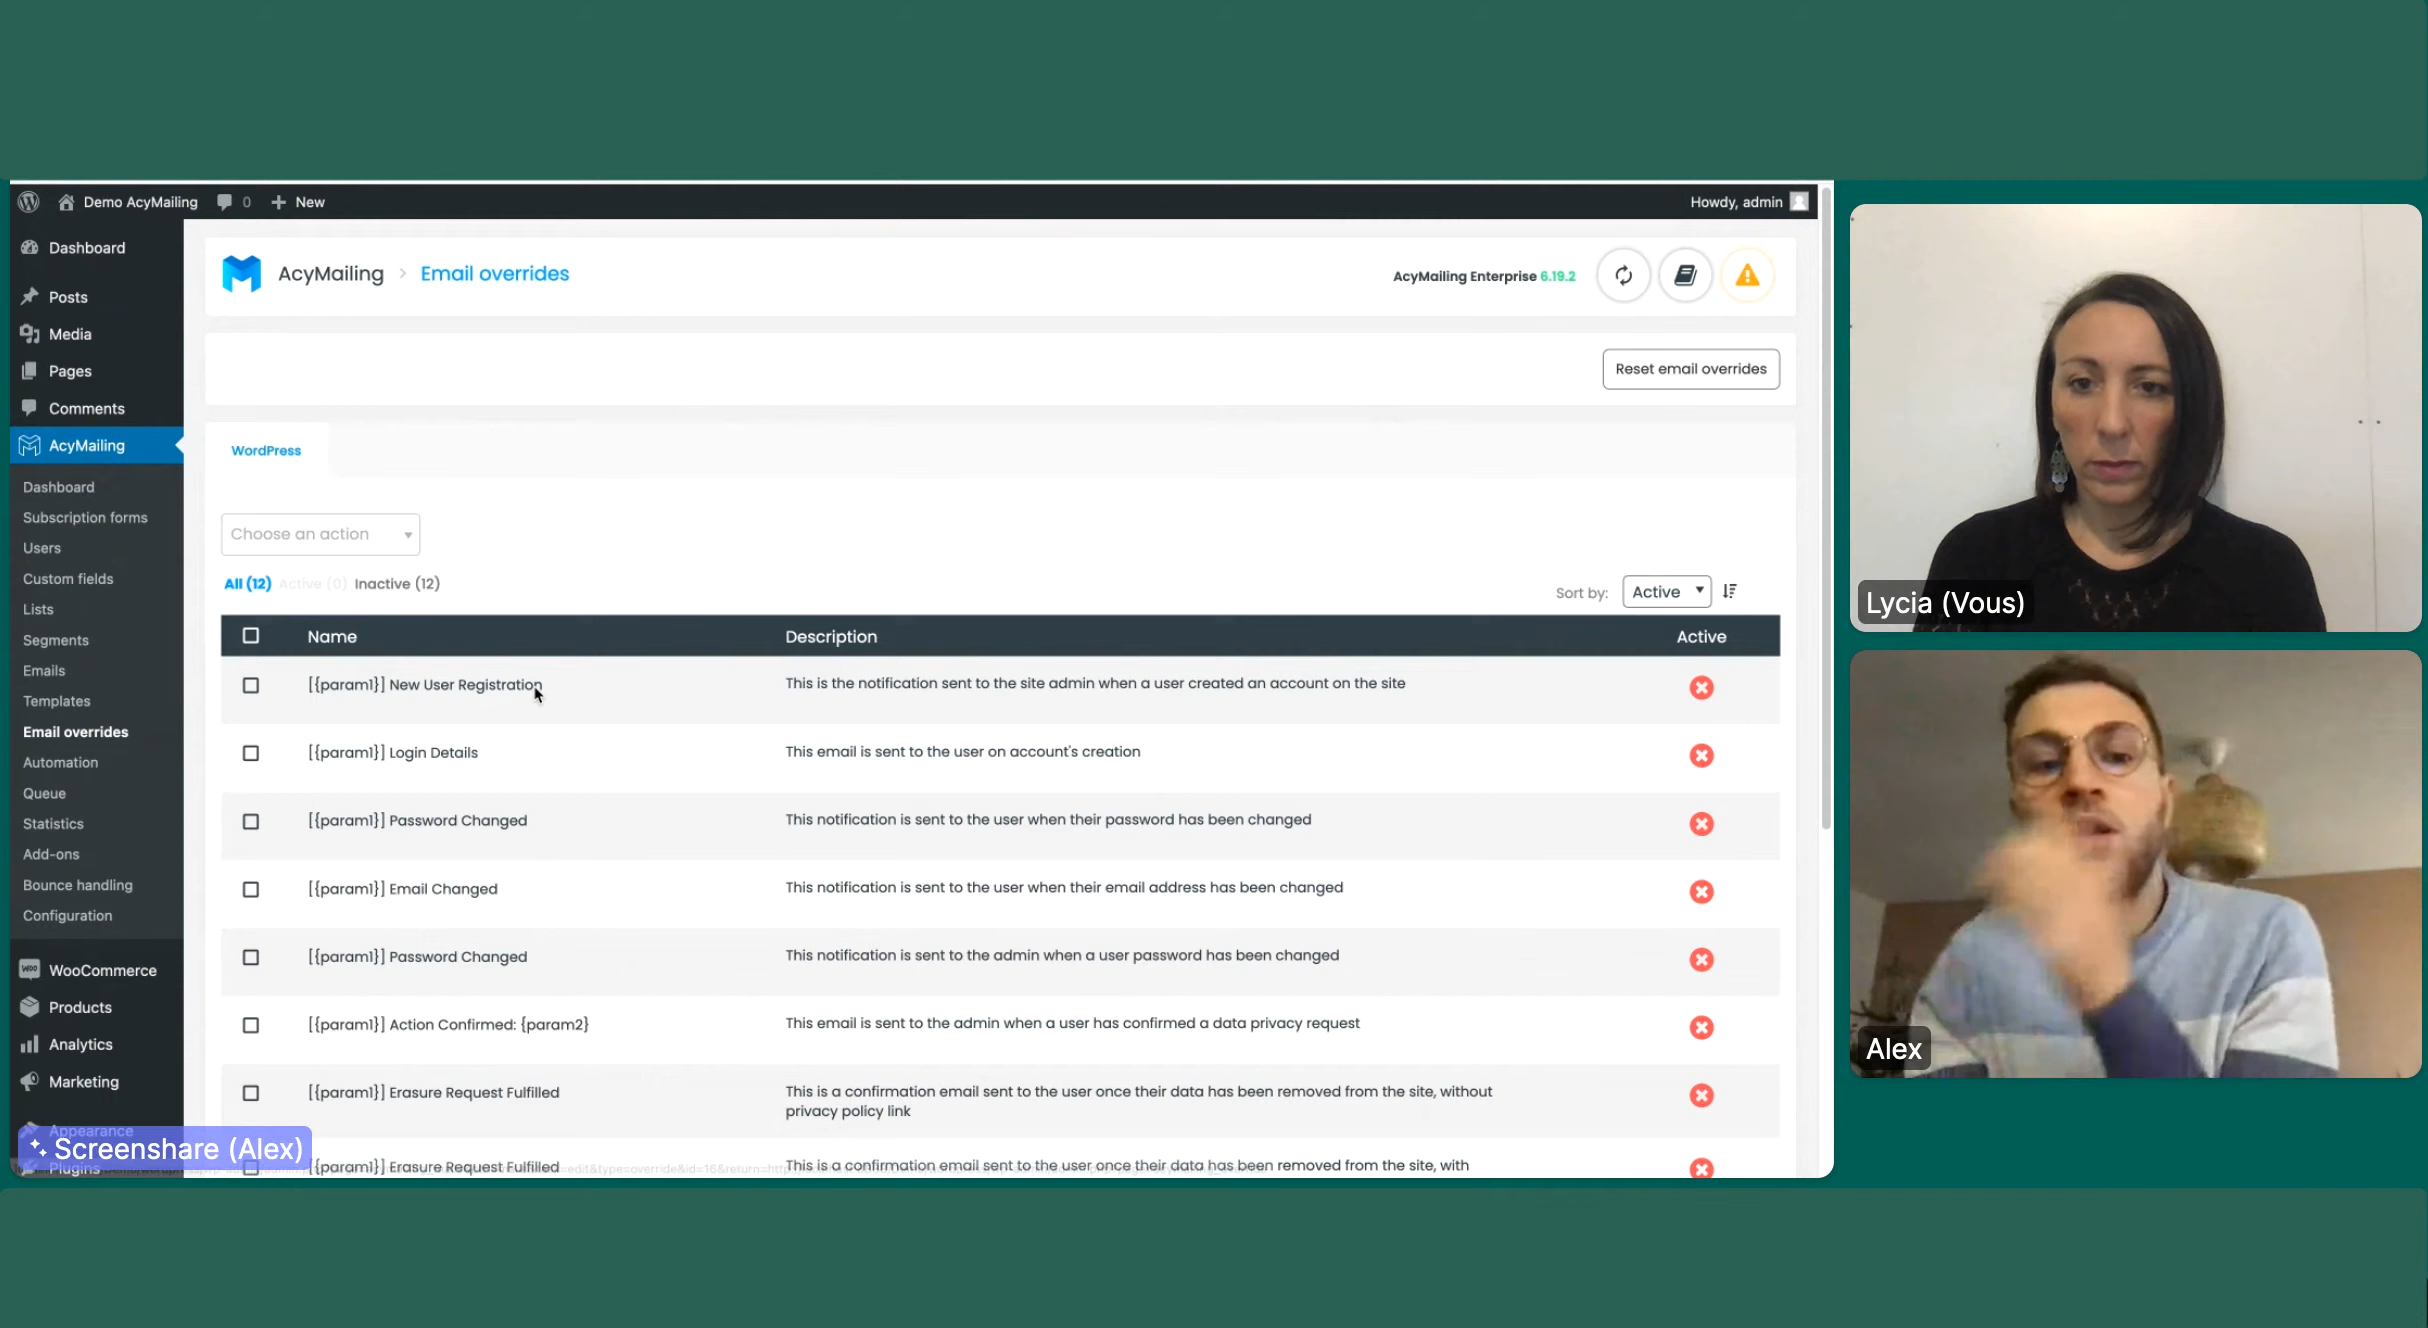 Demo AcyMailing 0 New
Howdy, admin
Dashboard
Posts
Media
Pages
Comments
AcyMailing
Dashboard
Subscription forms
Users
Custom fields
Lists
Segments
Emails
Templates
Email overrides
Automation
Queue
Statistics
Add-ons
Bounce handling
Configuration
WooCommerce
Products
Analytics
Marketing
Appearance
Plugins
Screenshare (Alex)
AcyMailing > Email overrides
AcyMailing Enterprise 6.19.2
Reset email overrides
WordPress
Choose an action
All (12) Active (0) Inactive (12)
Sort by: Active
Name Description Active
[{param1}] New User Registration This is the notification sent to the site admin when a user created an account on the site
[{param1}] Login Details This email is sent to the user on account's creation
[{param1}] Password Changed This notification is sent to the user when their password has been changed
[{param1}] Email Changed This notification is sent to the user when their email address has been changed
[{param1}] Password Changed This notification is sent to the admin when a user password has been changed
[{param1}] Action Confirmed: {param2} This email is sent to the admin when a user has confirmed a data privacy request
[{param1}] Erasure Request Fulfilled This is a confirmation email sent to the user once their data has been removed from the site, without
privacy policy link
[{param1}] Erasure Request Fulfilled This is a confirmation email sent to the user once their data has been removed from the site, with
Lycia (Vous)
Alex